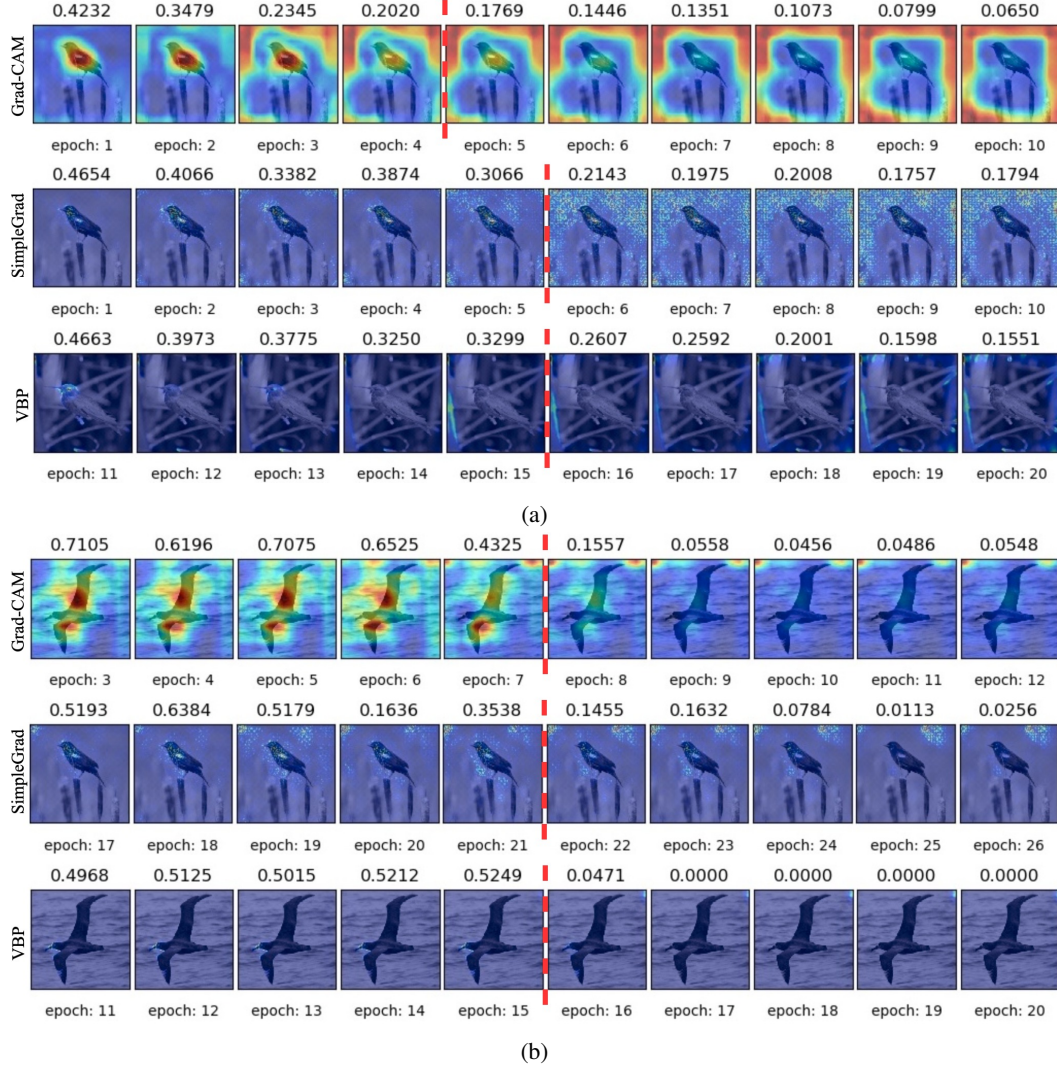 0.4232 0.3479 0.2345 0.2020 0.1769 0.1446 0.1351 0.1073 0.0799 0.0650
Grad-CAM
epoch: 1 epoch: 2 epoch: 3 epoch: 4 epoch: 5 epoch: 6 epoch: 7 epoch: 8 epoch: 9 epoch: 10
0.4654 0.4066 0.3382 0.3874 0.3066 0.2143 0.1975 0.2008 0.1757 0.1794
SimpleGrad
epoch: 1 epoch: 2 epoch: 3 epoch: 4 epoch: 5 epoch: 6 epoch: 7 epoch: 8 epoch: 9 epoch: 10
0.4663 0.3973 0.3775 0.3250 0.3299 0.2607 0.2592 0.2001 0.1598 0.1551
VBP
epoch: 11 epoch: 12 epoch: 13 epoch: 14 epoch: 15 epoch: 16 epoch: 17 epoch: 18 epoch: 19 epoch: 20
(a)
0.7105 0.6196 0.7075 0.6525 0.4325 0.1557 0.0558 0.0456 0.0486 0.0548
Grad-CAM
epoch: 3 epoch: 4 epoch: 5 epoch: 6 epoch: 7 epoch: 8 epoch: 9 epoch: 10 epoch: 11 epoch: 12
0.5193 0.6384 0.5179 0.1636 0.3538 0.1455 0.1632 0.0784 0.0113 0.0256
SimpleGrad
epoch: 17 epoch: 18 epoch: 19 epoch: 20 epoch: 21 epoch: 22 epoch: 23 epoch: 24 epoch: 25 epoch: 26
0.4968 0.5125 0.5015 0.5212 0.5249 0.0471 0.0000 0.0000 0.0000 0.0000
VBP
epoch: 11 epoch: 12 epoch: 13 epoch: 14 epoch: 15 epoch: 16 epoch: 17 epoch: 18 epoch: 19 epoch: 20
(b)